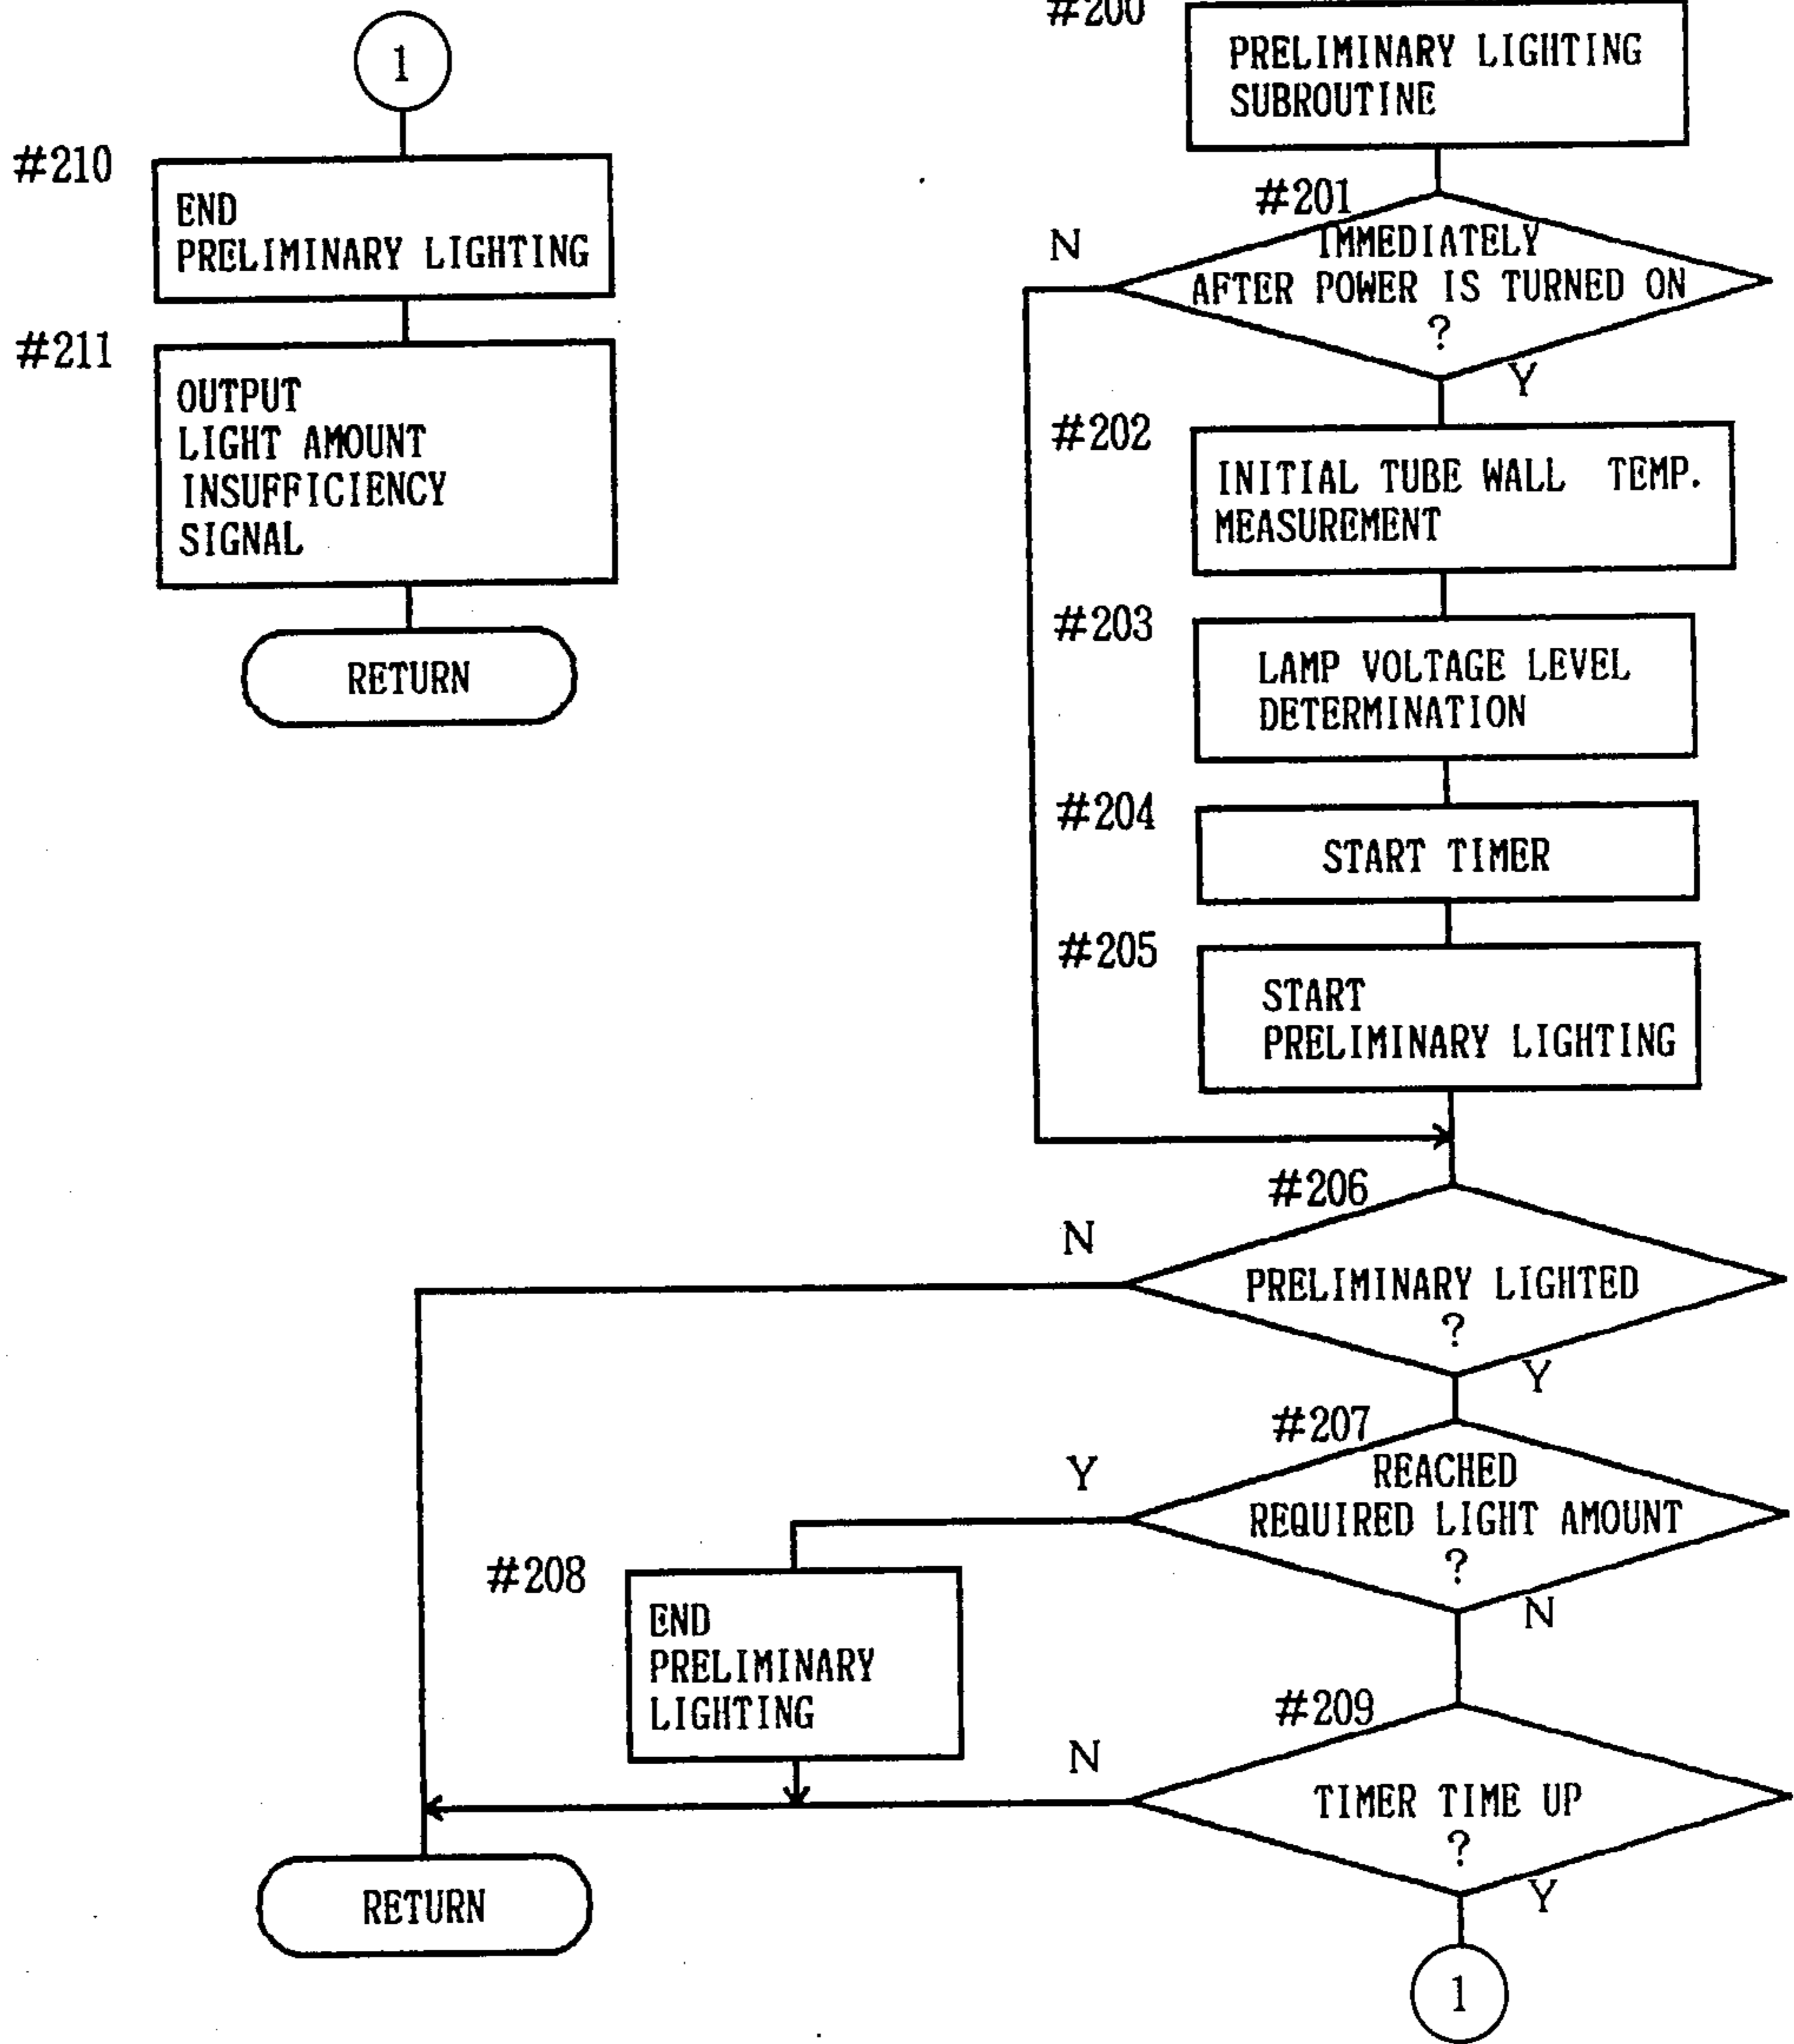 1
#210
END
PRELIMINARY LIGHTING
#211
OUTPUT
LIGHT AMOUNT
INSUFFICIENCY
SIGNAL
RETURN
#200
PRELIMINARY LIGHTING
SUBROUTINE
#201
IMMEDIATELY
AFTER POWER IS TURNED ON
?
N
Y
#202
INITIAL TUBE WALL TEMP.
MEASUREMENT
#203
LAMP VOLTAGE LEVEL
DETERMINATION
#204
START TIMER
#205
START
PRELIMINARY LIGHTING
#206
N
PRELIMINARY LIGHTED
?
Y
#207
Y
REACHED
REQUIRED LIGHT AMOUNT
?
N
#208
END
PRELIMINARY
LIGHTING
#209
N
TIMER TIME UP
?
Y
RETURN
1